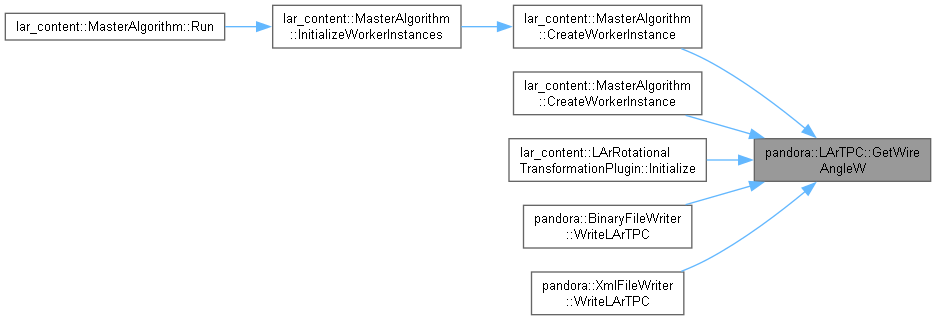 lar_content::MasterAlgorithm::Run
lar_content::MasterAlgorithm
::InitializeWorkerInstances
lar_content::MasterAlgorithm
::CreateWorkerInstance
lar_content::MasterAlgorithm
::CreateWorkerInstance
lar_content::LArRotational
TransformationPlugin::Initialize
pandora::BinaryFileWriter
::WriteLArTPC
pandora::XmlFileWriter
::WriteLArTPC
pandora::LArTPC::GetWire
AngleW